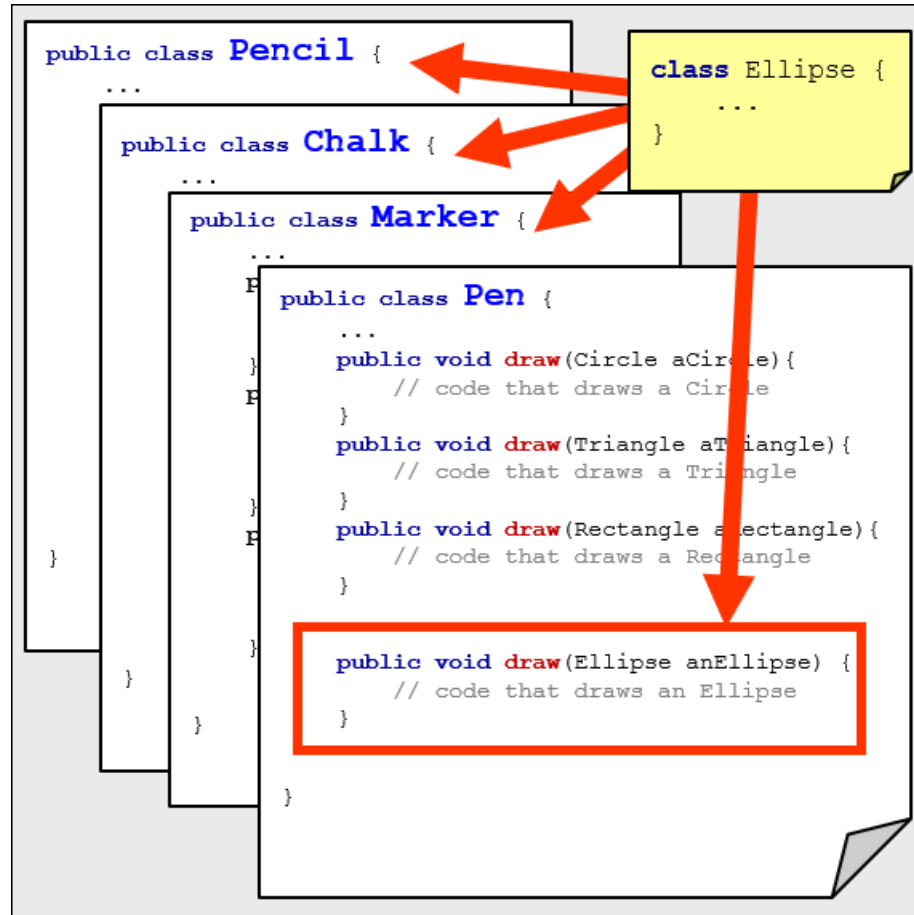 public class Pencil {
...
}
public class Chalk {
...
}
public class Marker {
...
p
}
p
}
p
}
}
public class Pen {
...
public void draw(Circle aCircle){
// code that draws a Circle
}
public void draw(Triangle aTriangle){
// code that draws a Triangle
}
public void draw(Rectangle aRectangle){
// code that draws a Rectangle
}
public void draw(Ellipse anEllipse) {
// code that draws an Ellipse
}
}
class Ellipse {
...
}